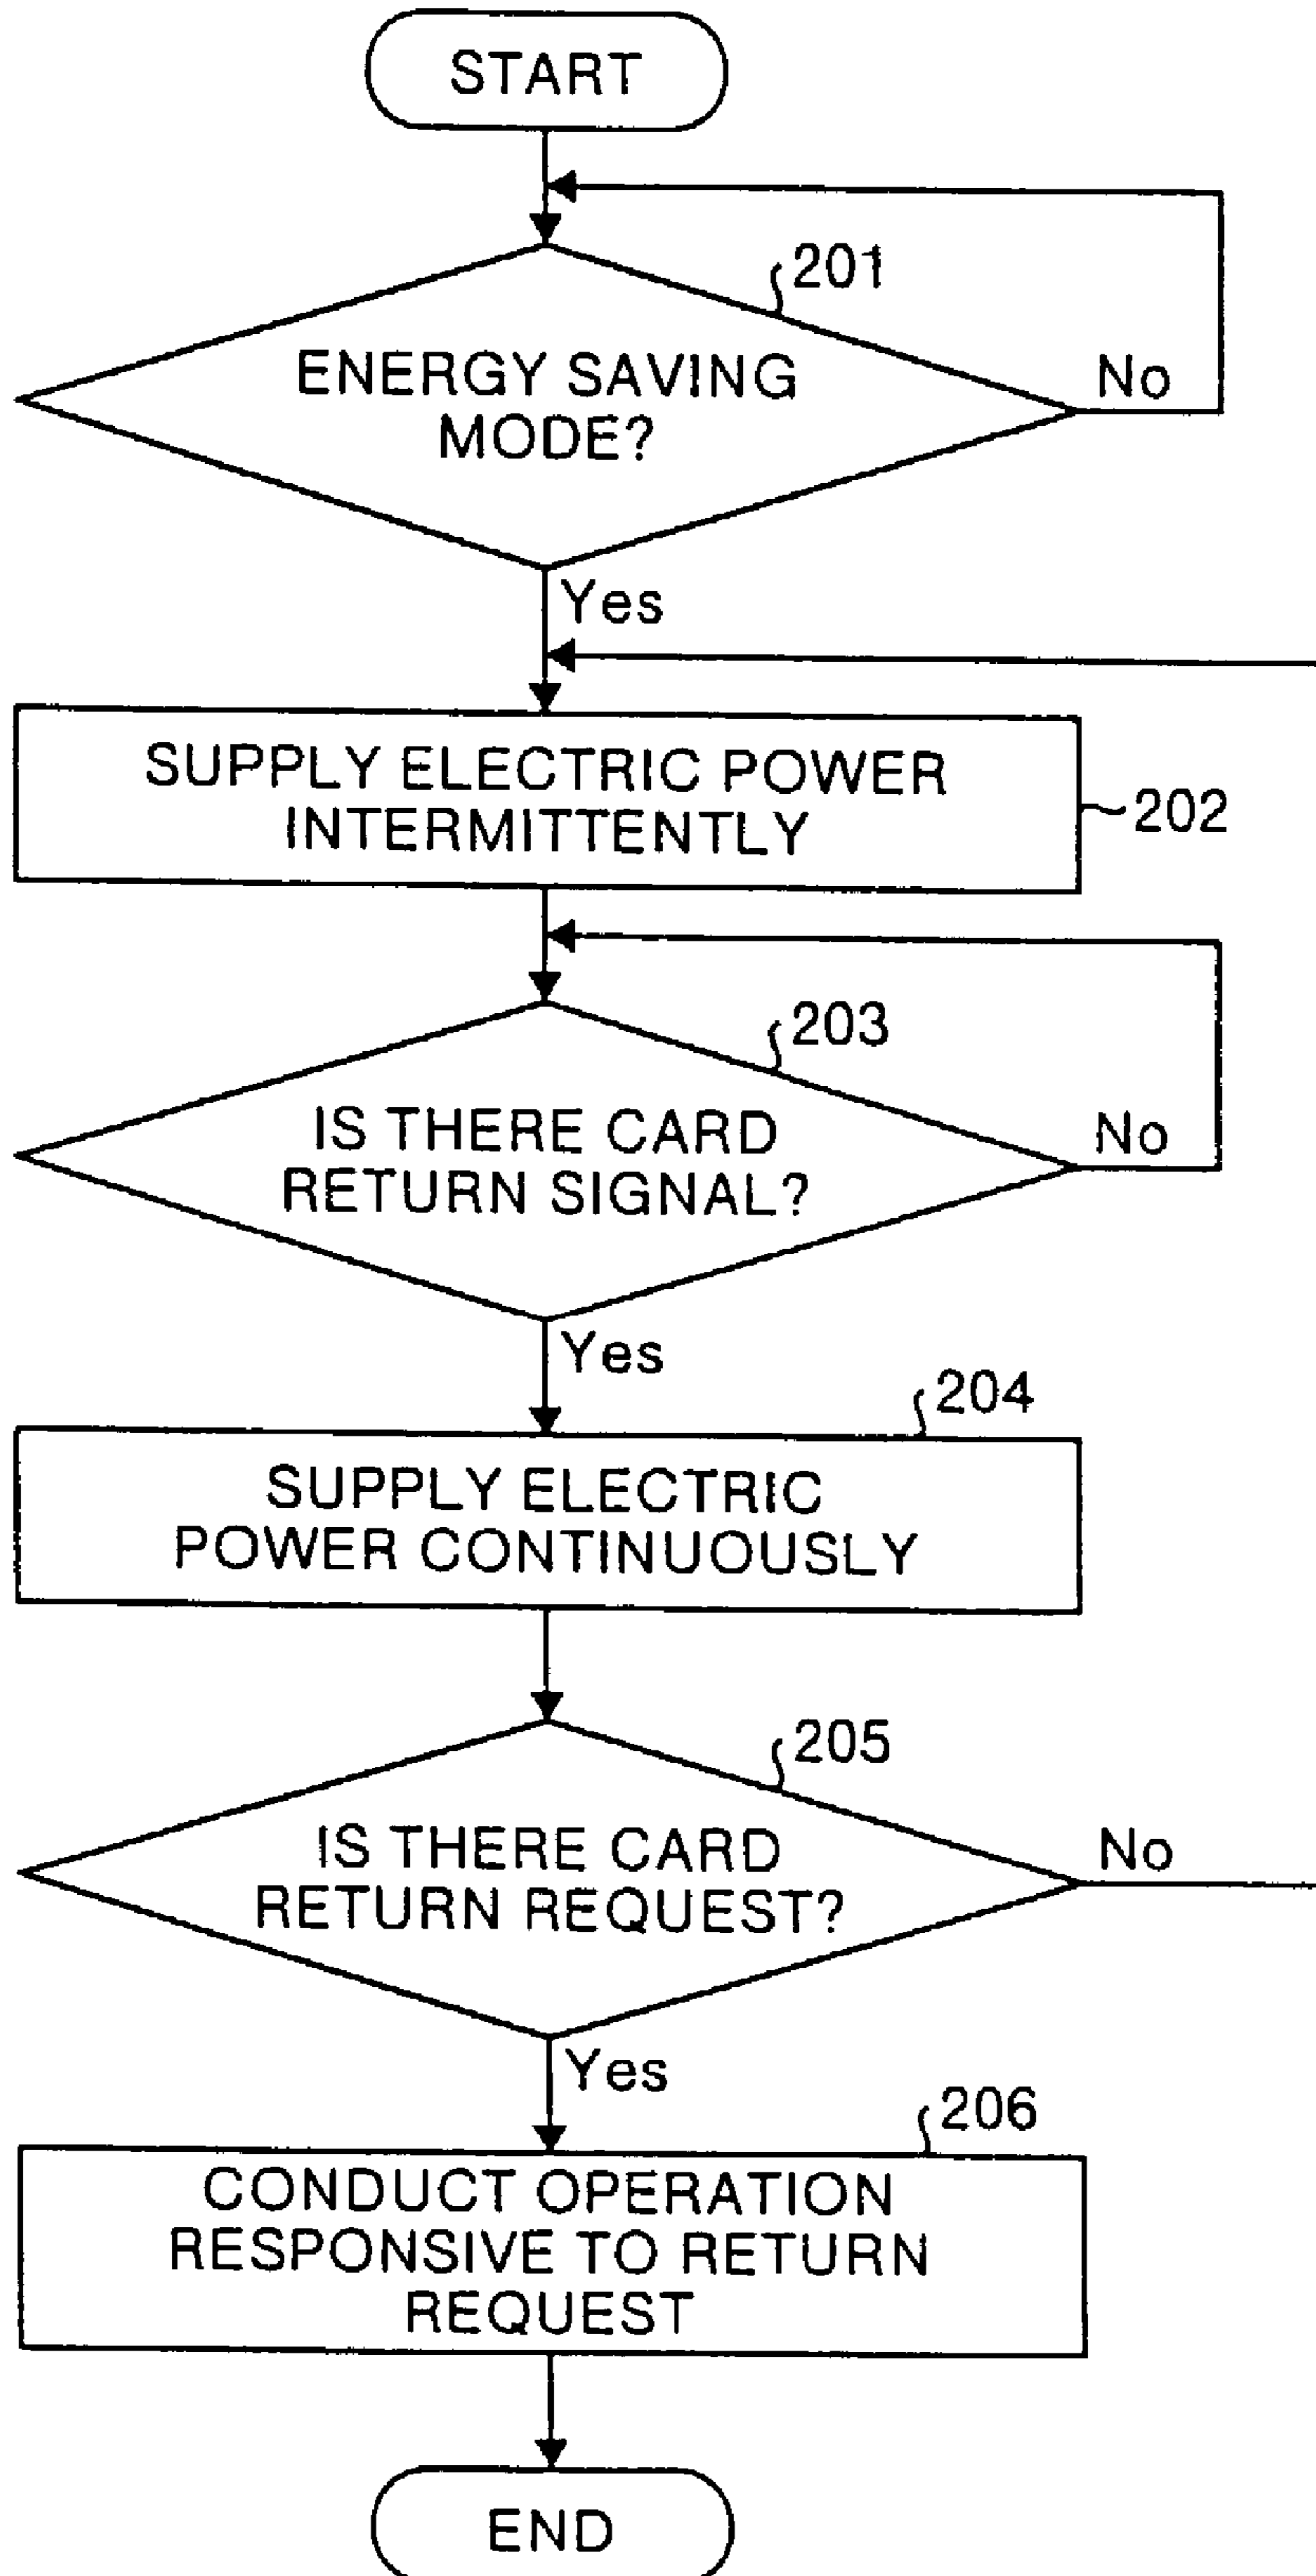 START
201
ENERGY SAVING
MODE?
No
Yes
SUPPLY ELECTRIC POWER
INTERMITTENTLY
202
203
IS THERE CARD
RETURN SIGNAL?
No
Yes
204
SUPPLY ELECTRIC
POWER CONTINUOUSLY
205
IS THERE CARD
RETURN REQUEST?
No
Yes
206
CONDUCT OPERATION
RESPONSIVE TO RETURN
REQUEST
END